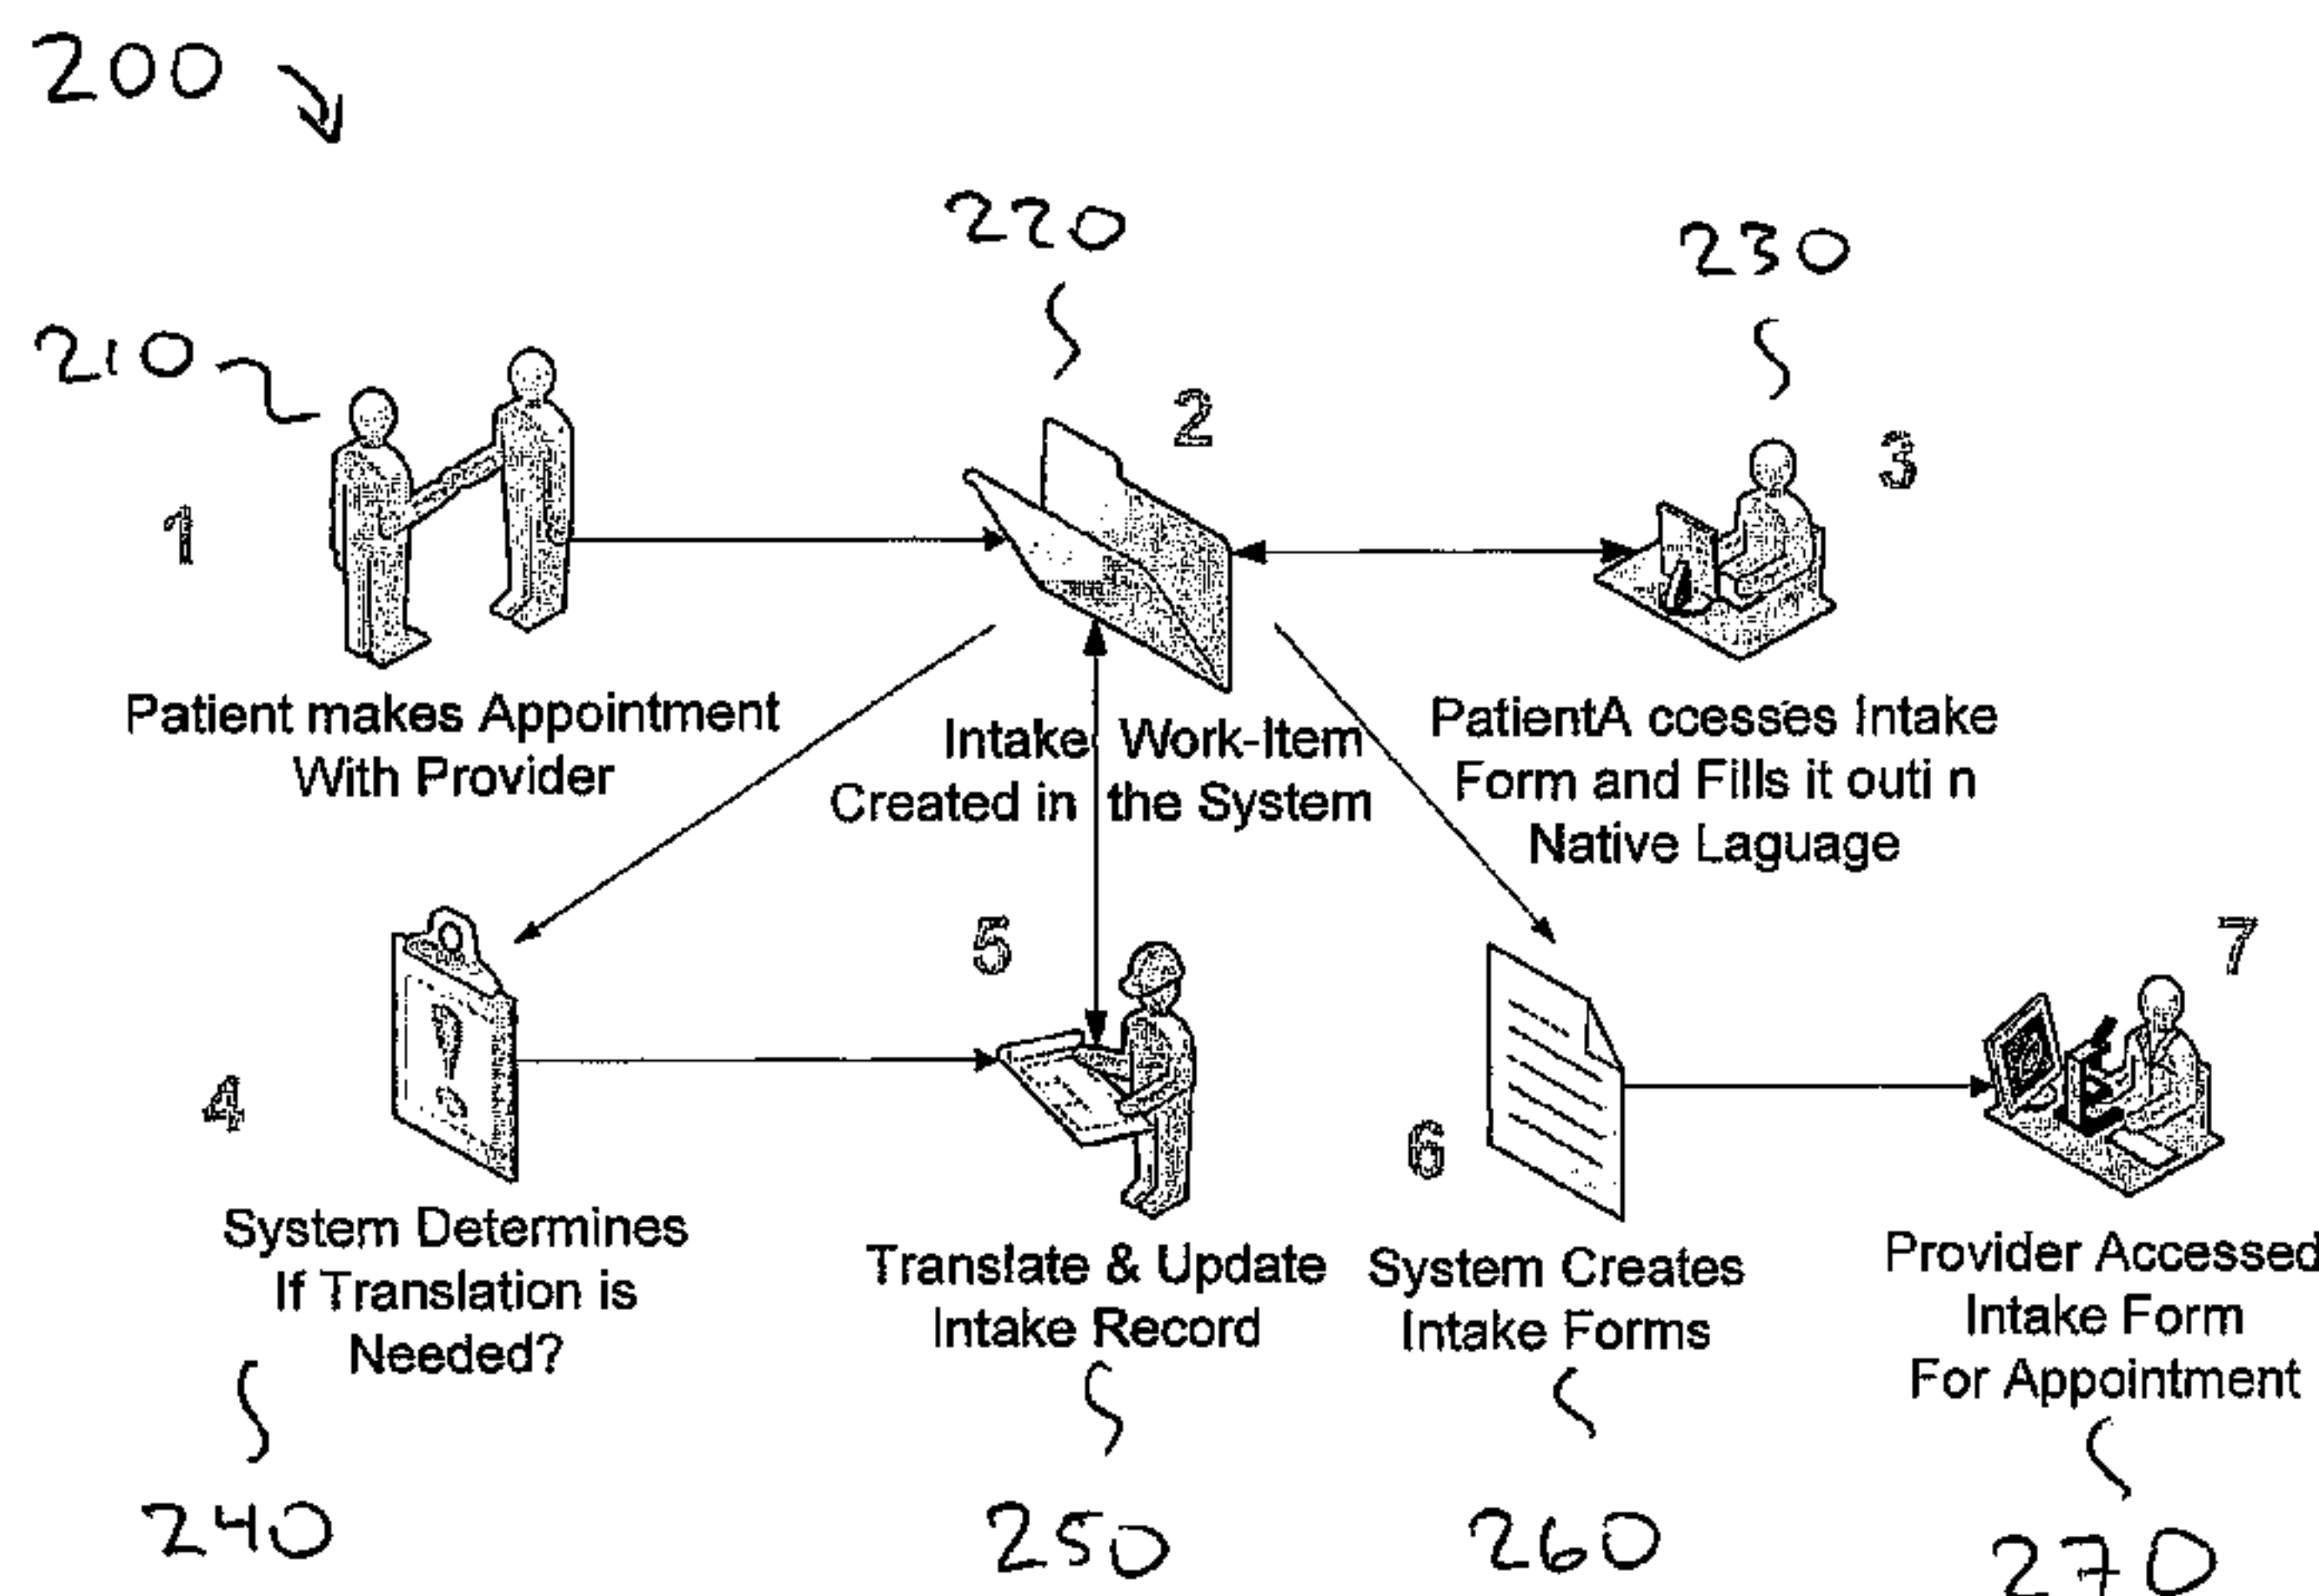 200
220
230
210
2
3
1
Patient makes Appointment
With Provider
Intake Work-Item
Created in the System
PatientA ccesses Intake
Form and Fills it outi n
Native Laguage
5
7
4
6
System Determines
If Translation is
Needed?
Translate & Update
Intake Record
System Creates
Intake Forms
Provider Accessed
Intake Form
For Appointment
240
250
260
270